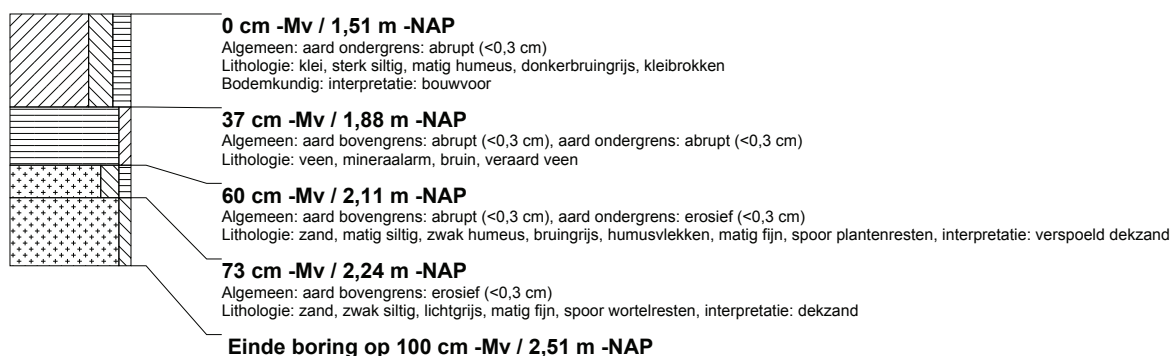 0 cm -Mv / 1,51 m -NAP
Algemeen: aard ondergrens: abrupt (<0,3 cm)
Lithologie: klei, sterk siltig, matig humeus, donkerbruingrijs, kleibrokken
Bodemkundig: interpretatie: bouwvoor
37 cm -Mv / 1,88 m -NAP
Algemeen: aard bovengrens: abrupt (<0,3 cm), aard ondergrens: abrupt (<0,3 cm)
Lithologie: veen, mineraalarm, bruin, veraard veen
60 cm -Mv / 2,11 m -NAP
Algemeen: aard bovengrens: abrupt (<0,3 cm), aard ondergrens: erosief (<0,3 cm)
Lithologie: zand, matig siltig, zwak humeus, bruingrijs, humusvlekken, matig fijn, spoor plantenresten, interpretatie: verspoeld dekzand
73 cm -Mv / 2,24 m -NAP
Algemeen: aard bovengrens: erosief (<0,3 cm)
Lithologie: zand, zwak siltig, lichtgrijs, matig fijn, spoor wortelresten, interpretatie: dekzand
Einde boring op 100 cm -Mv / 2,51 m -NAP